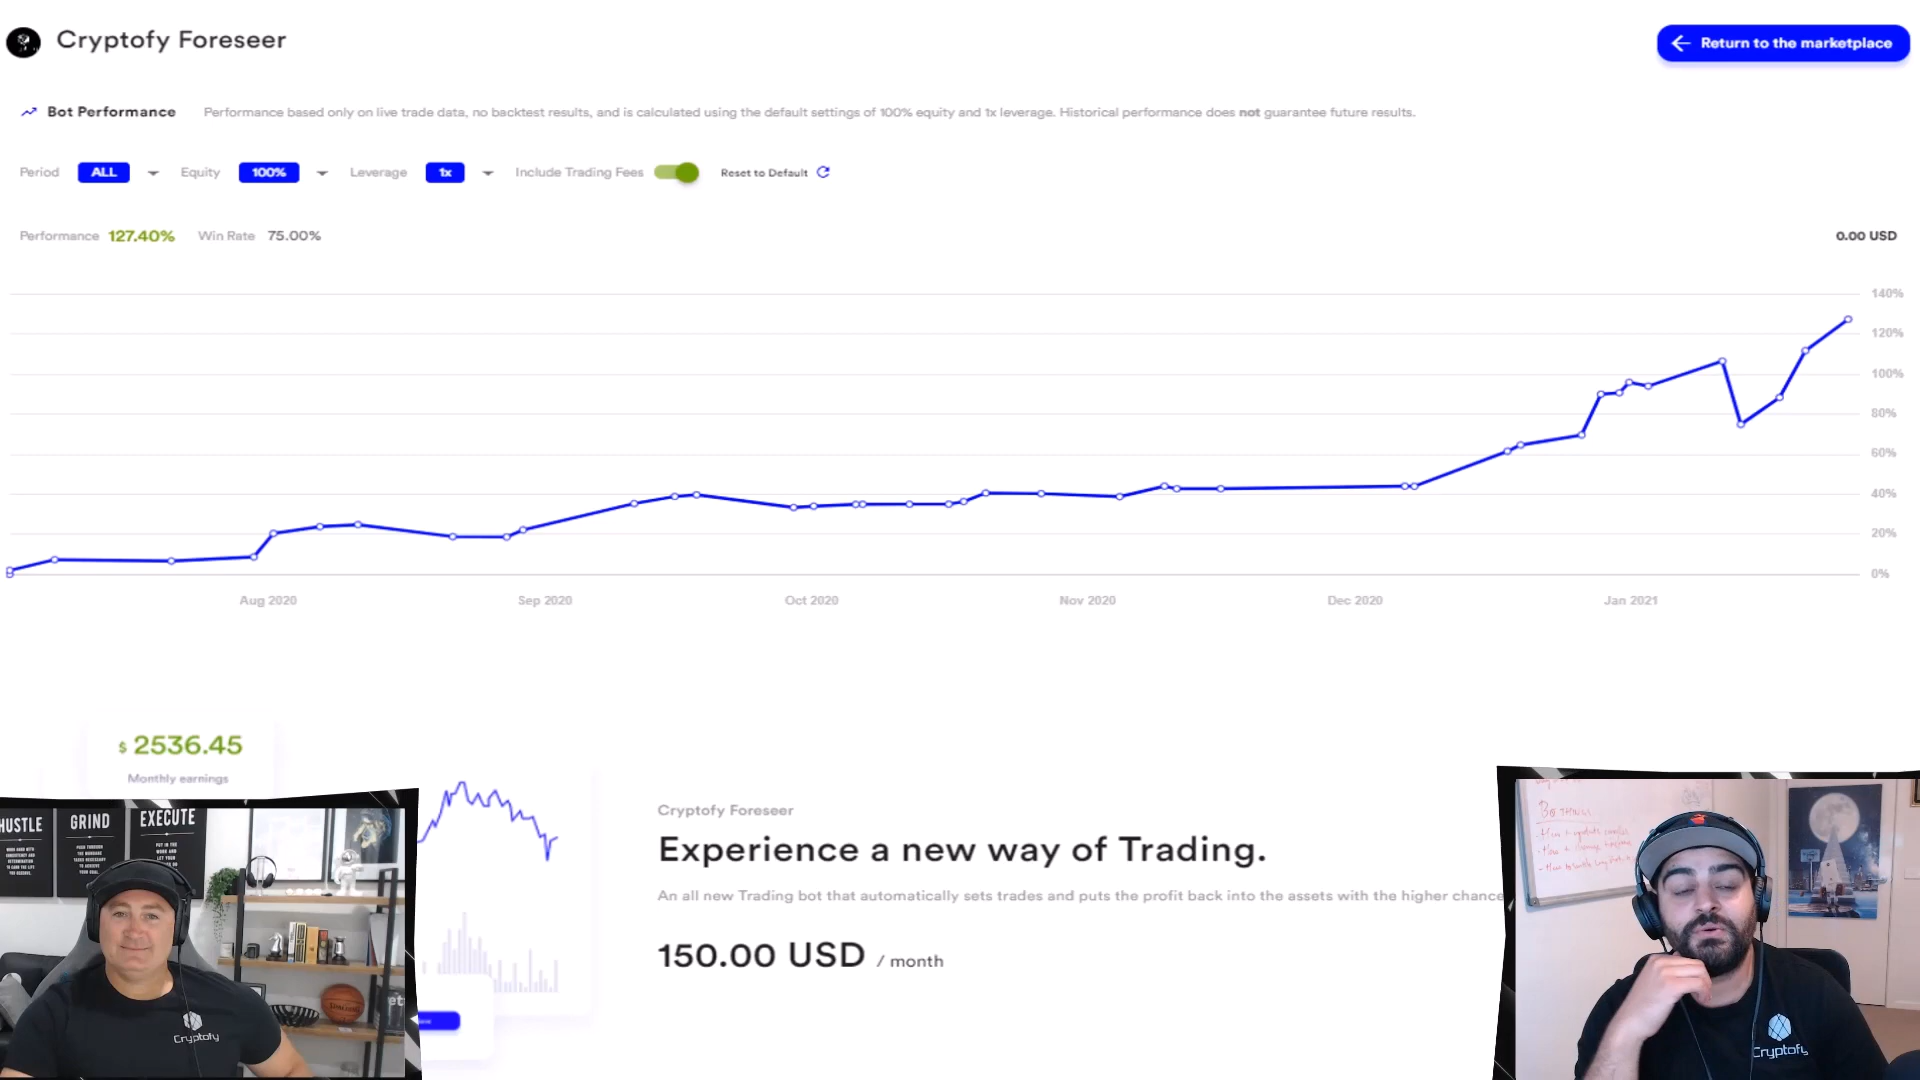 Cryptofy Foreseer
Return to the marketplace
Bot Performance Performance based only on live trade data, no backtest results, and is calculated using the default settings of 100% equity and 1x leverage. Historical performance does not guarantee future results.
Period ALL Equity 100% Leverage 1x Include Trading Fees Reset to Default
Performance 127.40% Win Rate 75.00%
0.00 USD
140%
120%
100%
80%
60%
40%
20%
0%
Aug 2020 Sep 2020 Oct 2020 Nov 2020 Dec 2020 Jan 2021
$ 2536.45
Monthly earnings
Cryptofy Foreseer
Experience a new way of Trading.
An all new Trading bot that automatically sets trades and puts the profit back into the assets with the higher chance
150.00 USD / month
HUSTLE
GRIND
EXECUTE
Cryptofy
Cryptofy